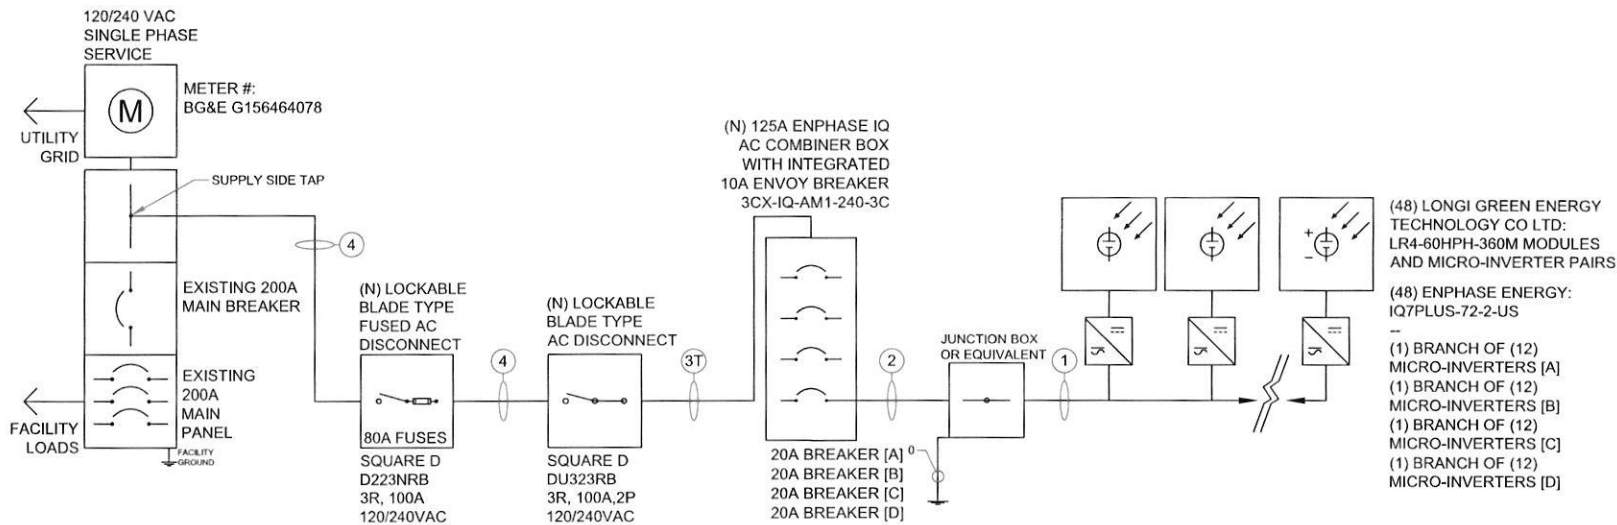 120/240 VAC
SINGLE PHASE
SERVICE
M
METER #:
BG&E G156464078
UTILITY
GRID
SUPPLY SIDE TAP
4
EXISTING 200A
MAIN BREAKER
EXISTING
200A
MAIN
PANEL
FACILITY
LOADS
FACILITY
GROUND
(N) LOCKABLE
BLADE TYPE
FUSED AC
DISCONNECT
80A FUSES
SQUARE D
D223NRB
3R, 100A
120/240VAC
4
(N) LOCKABLE
BLADE TYPE
AC DISCONNECT
SQUARE D
DU323RB
3R, 100A,2P
120/240VAC
3T
(N) 125A ENPHASE IQ
AC COMBINER BOX
WITH INTEGRATED
10A ENVOY BREAKER
3CX-IQ-AM1-240-3C
20A BREAKER [A]
20A BREAKER [B]
20A BREAKER [C]
20A BREAKER [D]
0
2
JUNCTION BOX
OR EQUIVALENT
1
+
–
(48) LONGI GREEN ENERGY
TECHNOLOGY CO LTD:
LR4-60HPH-360M MODULES
AND MICRO-INVERTER PAIRS
(48) ENPHASE ENERGY:
IQ7PLUS-72-2-US
--
(1) BRANCH OF (12)
MICRO-INVERTERS [A]
(1) BRANCH OF (12)
MICRO-INVERTERS [B]
(1) BRANCH OF (12)
MICRO-INVERTERS [C]
(1) BRANCH OF (12)
MICRO-INVERTERS [D]